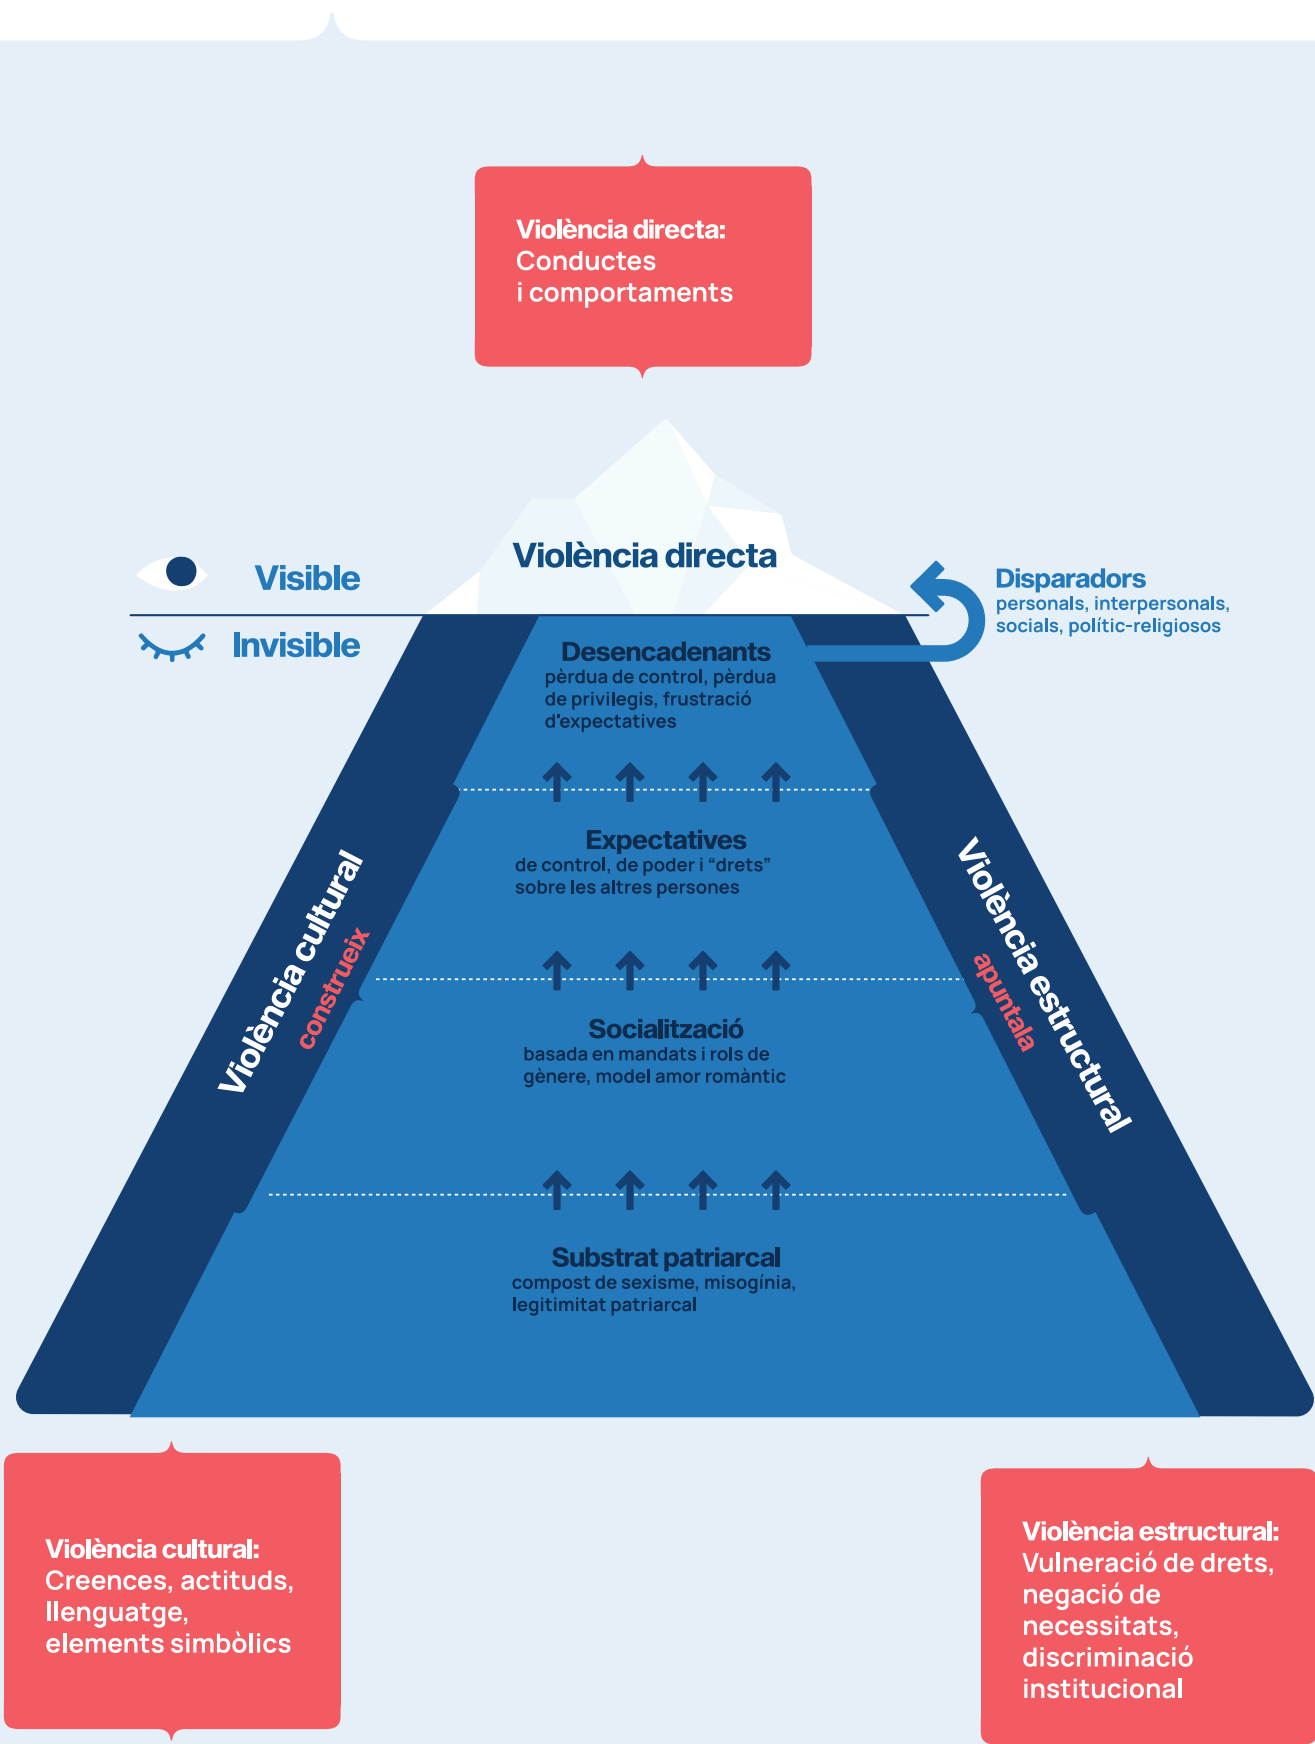 Violència directa:
Conductes
i comportaments
Violència directa
Visible
Invisible
Disparadors
personals, interpersonals,
socials, polític-religiosos
Desencadenants
pèrdua de control, pèrdua
de privilegis, frustració
d'expectatives
Expectatives
de control, de poder i “drets”
sobre les altres persones
Violència cultural
construeix
Violència estructural
apuntala
Socialització
basada en mandats i rols de
gènere, model amor romàntic
Substrat patriarcal
compost de sexisme, misogínia,
legitimitat patriarcal
Violència cultural:
Creences, actituds,
llenguatge,
elements simbòlics
Violència estructural:
Vulneració de drets,
negació de
necessitats,
discriminació
institucional